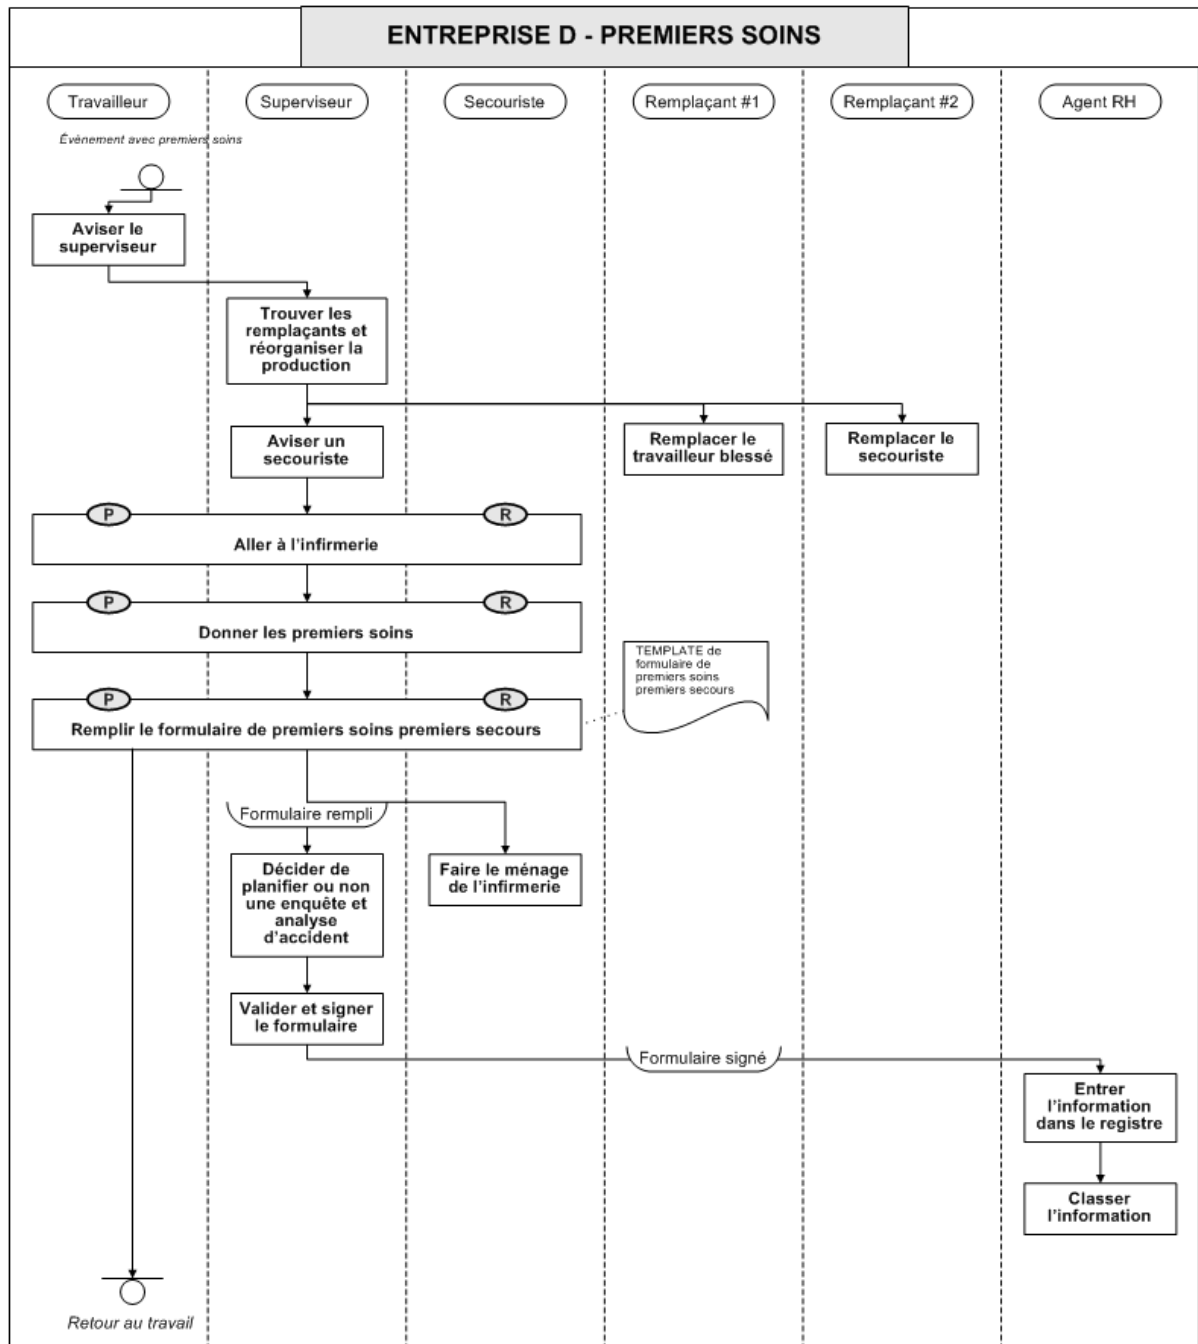 ENTREPRISE D - PREMIERS SOINS
Travailleur
Superviseur
Secouriste
Remplaçant #1
Remplaçant #2
Agent RH
Évènement avec premiers soins
Aviser le
superviseur
Trouver les
remplaçants et
réorganiser la
production
Aviser un
secouriste
Remplacer le
travailleur blessé
Remplacer le
secouriste
P
R
Aller à l'infirmerie
P
R
Donner les premiers soins
TEMPLATE de
formulaire de
premiers soins
premiers secours
P
R
Remplir le formulaire de premiers soins premiers secours
Formulaire rempli
Décider de
planifier ou non
une enquête et
analyse
d'accident
Faire le ménage
de l'infirmerie
Valider et signer
le formulaire
Formulaire signé
Entrer
l'information
dans le registre
Classer
l'information
Retour au travail